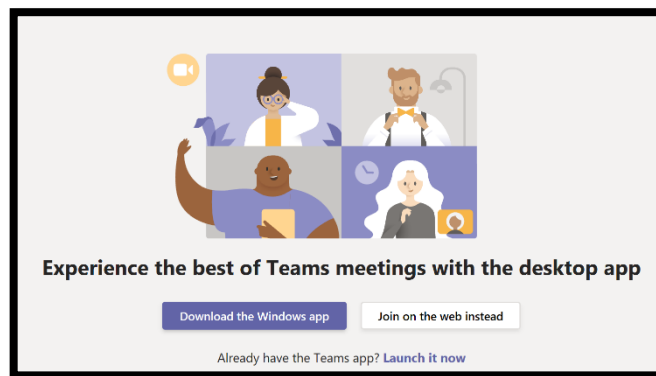 Experience the best of Teams meetings with the desktop app
Download the Windows app
Join on the web instead
Already have the Teams app? Launch it now